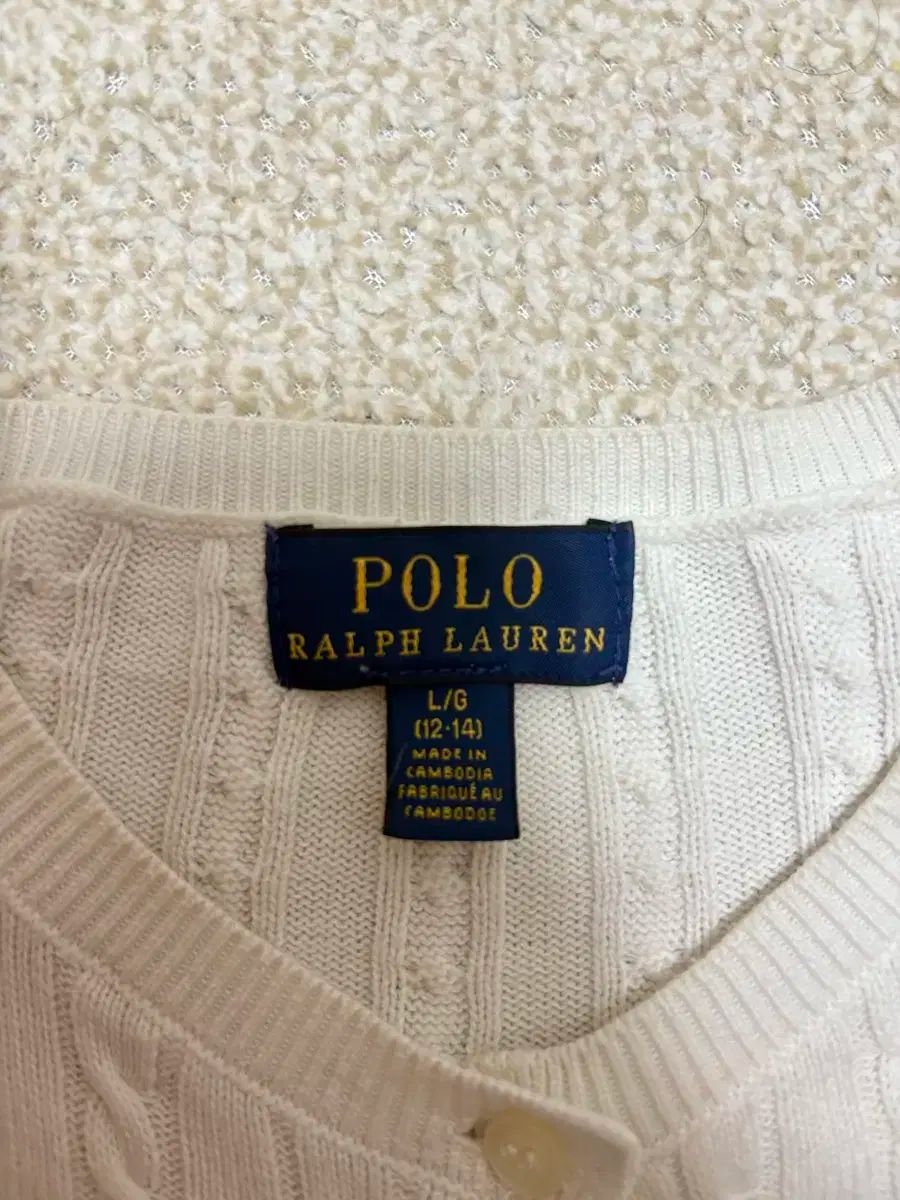 POLO
RALPH LAUREN
L/G
(12-14)
MADE IN
CAMBODIA
FABRIQUÉ AU
CAMBODGE